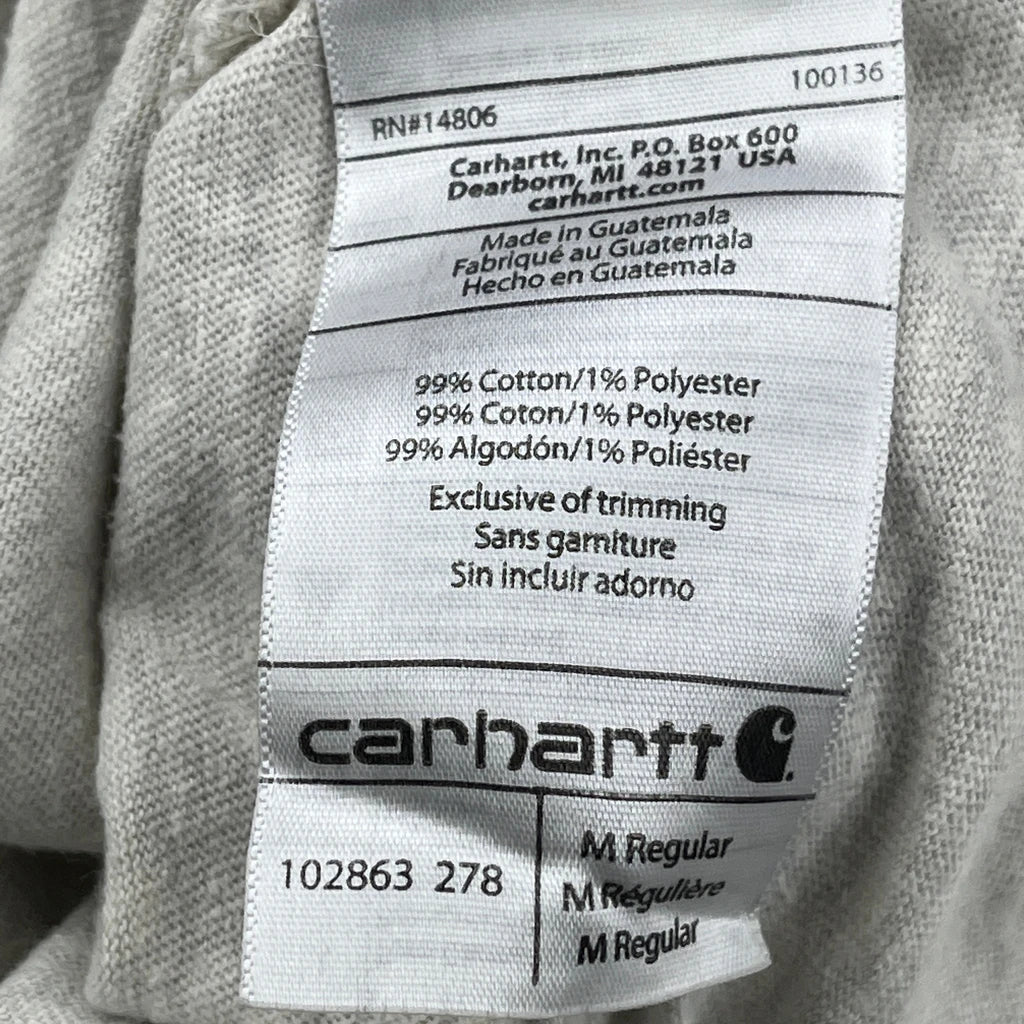 100136
RN#14806
Carhartt, Inc. P.O. Box 600
Dearborn, MI 48121 USA
carhartt.com
Made in Guatemala
Fabriqué au Guatemala
Hecho en Guatemala
99% Cotton/1% Polyester
99% Coton/1% Polyester
99% Algodón/1% Poliéster
Exclusive of trimming
Sans garniture
Sin incluir adorno
carhartt
102863 278
M Regular
M Régulière
M Regular